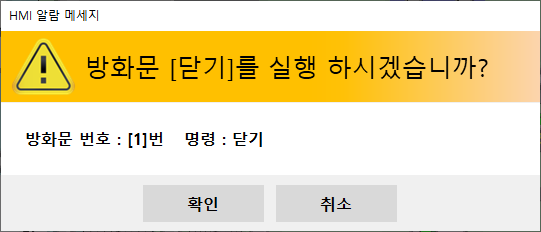 HMI 알람 메세지
방화문 [닫기]를 실행 하시겠습니까?
방화문 번호 : [1]번 명령 : 닫기
확인 취소